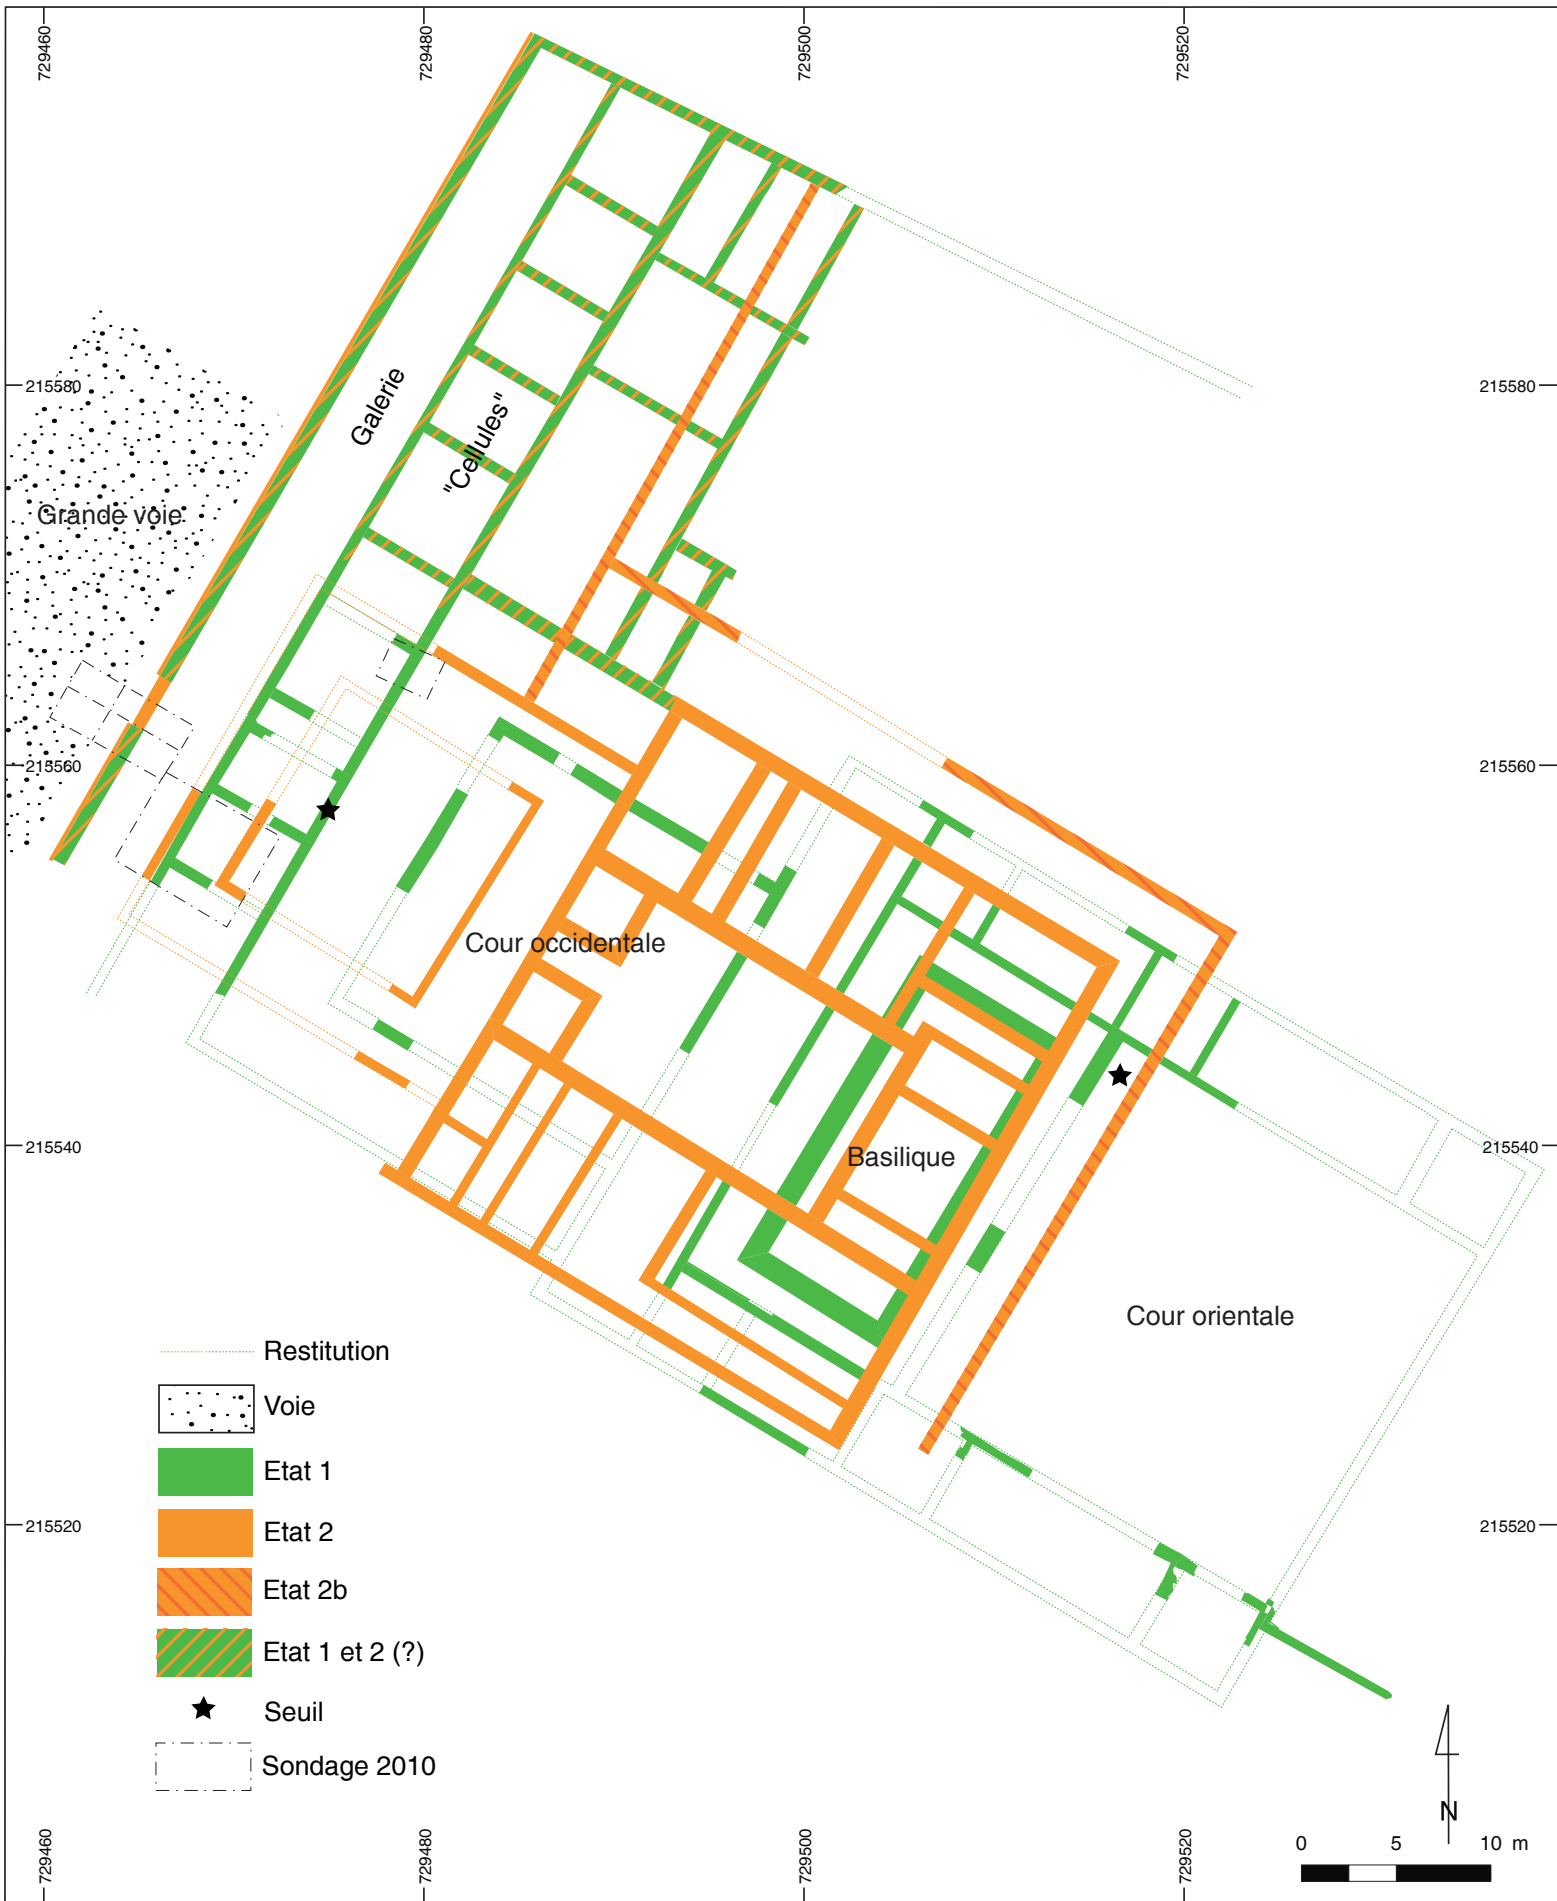 729460
729480
729500
729520
215580
215580
Galerie
"Cellules"
Grande voie
215560
215560
Cour occidentale
215540
Basilique
215540
Cour orientale
Restitution
Voie
Etat 1
Etat 2
215520
215520
Etat 2b
Etat 1 et 2 (?)
Seuil
Sondage 2010
N
0 5 10 m
729460
729480
729500
729520